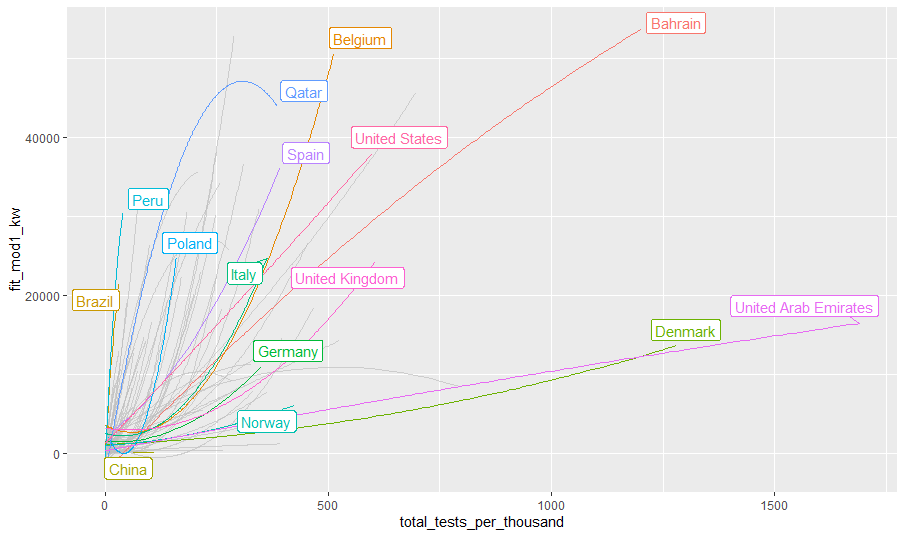 Bahrain
Belgium
Qatar
United States
Spain
Peru
Poland
Italy
United Kingdom
Brazil
United Arab Emirates
Denmark
Germany
Norway
China
40000
20000
0
fit_mod1_kw
0
500
1000
1500
total_tests_per_thousand